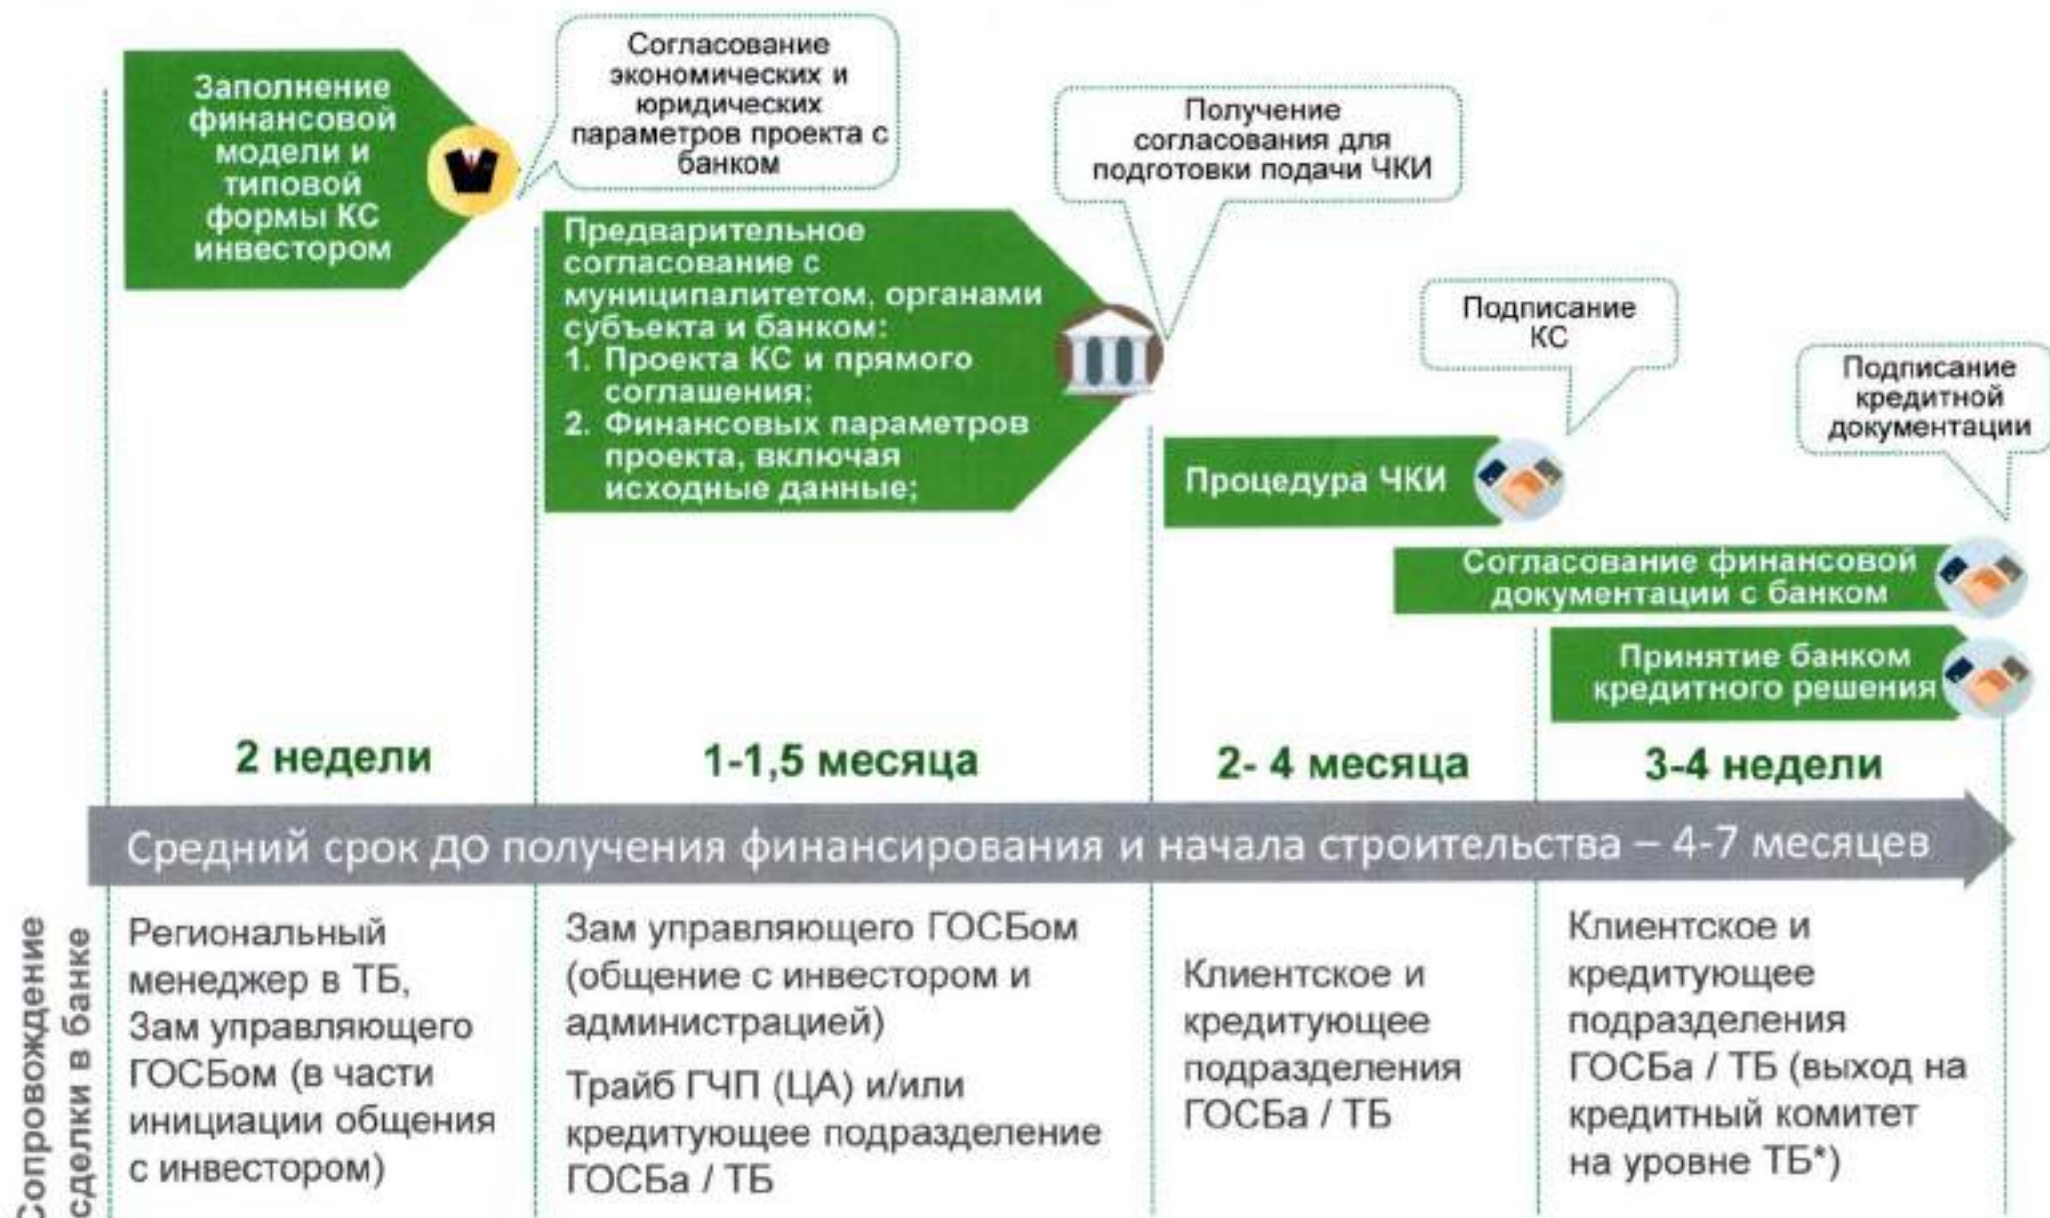 Заполнение
финансовой
модели и
типовой
формы КС
инвестором
Согласование
экономических и
юридических
параметров проекта с
банком
Предварительное
согласование с
муниципалитетом, органами
субъекта и банком:
1. Проекта КС и прямого
соглашения;
2. Финансовых параметров
проекта, включая
исходные данные;
Получение
согласования для
подготовки подачи ЧКИ
Процедура ЧКИ
Подписание
КС
Согласование финансовой
документации с банком
Подписание
кредитной
документации
Принятие банком
кредитного решения
2 недели
1-1,5 месяца
2- 4 месяца
3-4 недели
Средний срок ДО получения финансирования и начала строительства – 4-7 месяцев
Сопровождение
сделки в банке
Региональный
менеджер в ТБ,
Зам управляющего
ГОСБом (в части
инициации общения
с инвестором)
Зам управляющего ГОСБом
(общение с инвестором и
администрацией)
Трайб ГЧП (ЦА) и/или
кредитующее подразделение
ГОСБа / ТБ
Клиентское и
кредитующее
подразделения
ГОСБа / ТБ
Клиентское и
кредитующее
подразделения
ГОСБа / ТБ (выход на
кредитный комитет
на уровне ТБ*)